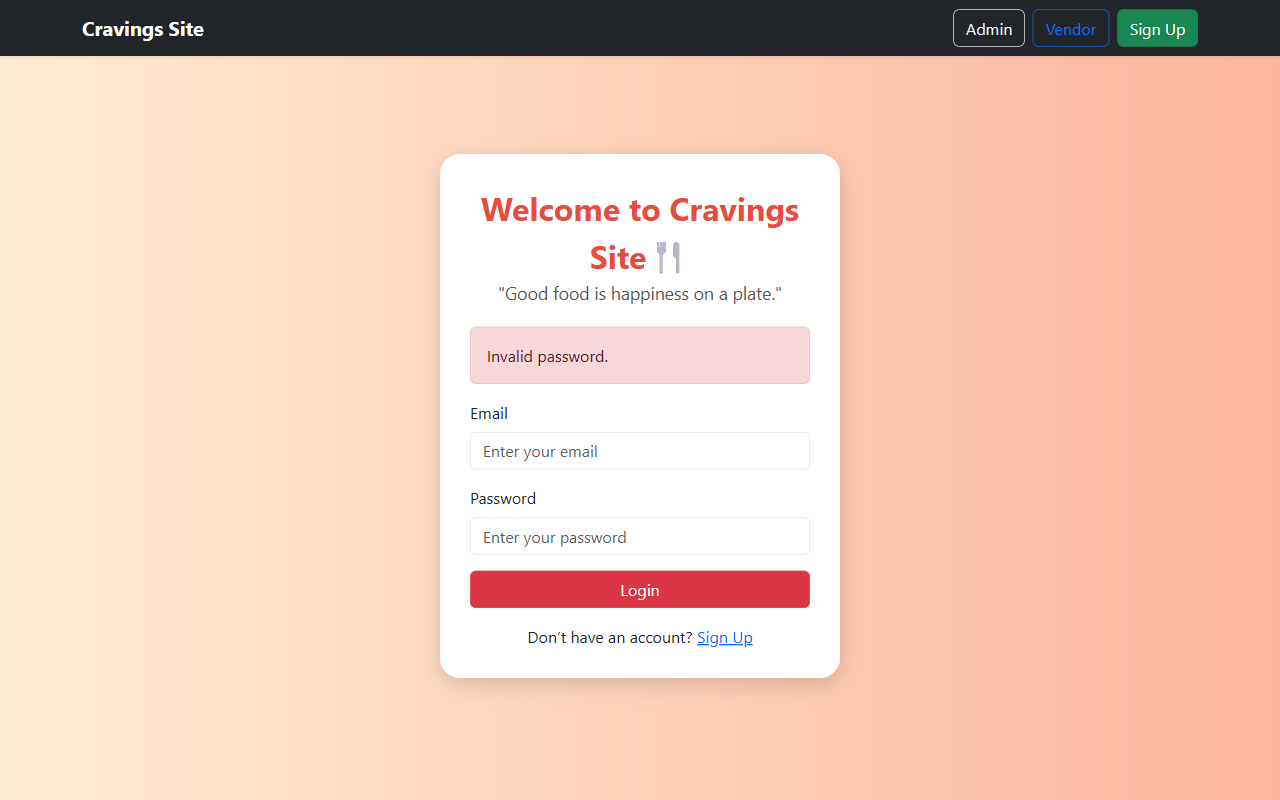 Cravings Site
Admin
Vendor
Sign Up
Welcome to Cravings
Site 🍴
"Good food is happiness on a plate."
Invalid password.
Email
Enter your email
Password
Enter your password
Login
Don't have an account? Sign Up